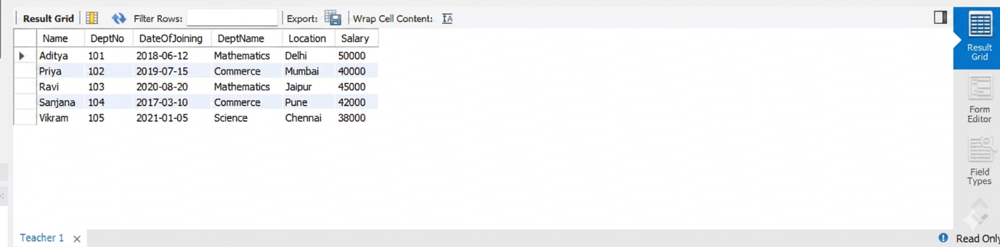 Result Grid Filter Rows: Export: Wrap Cell Content: IA
Name DeptNo DateOfJoining DeptName Location Salary
Aditya 101 2018-06-12 Mathematics Delhi 50000
Priya 102 2019-07-15 Commerce Mumbai 40000
Ravi 103 2020-08-20 Mathematics Jaipur 45000
Sanjana 104 2017-03-10 Commerce Pune 42000
Vikram 105 2021-01-05 Science Chennai 38000
Result
Grid
Form
Editor
Field
Types
Teacher 1 ×
Read Only